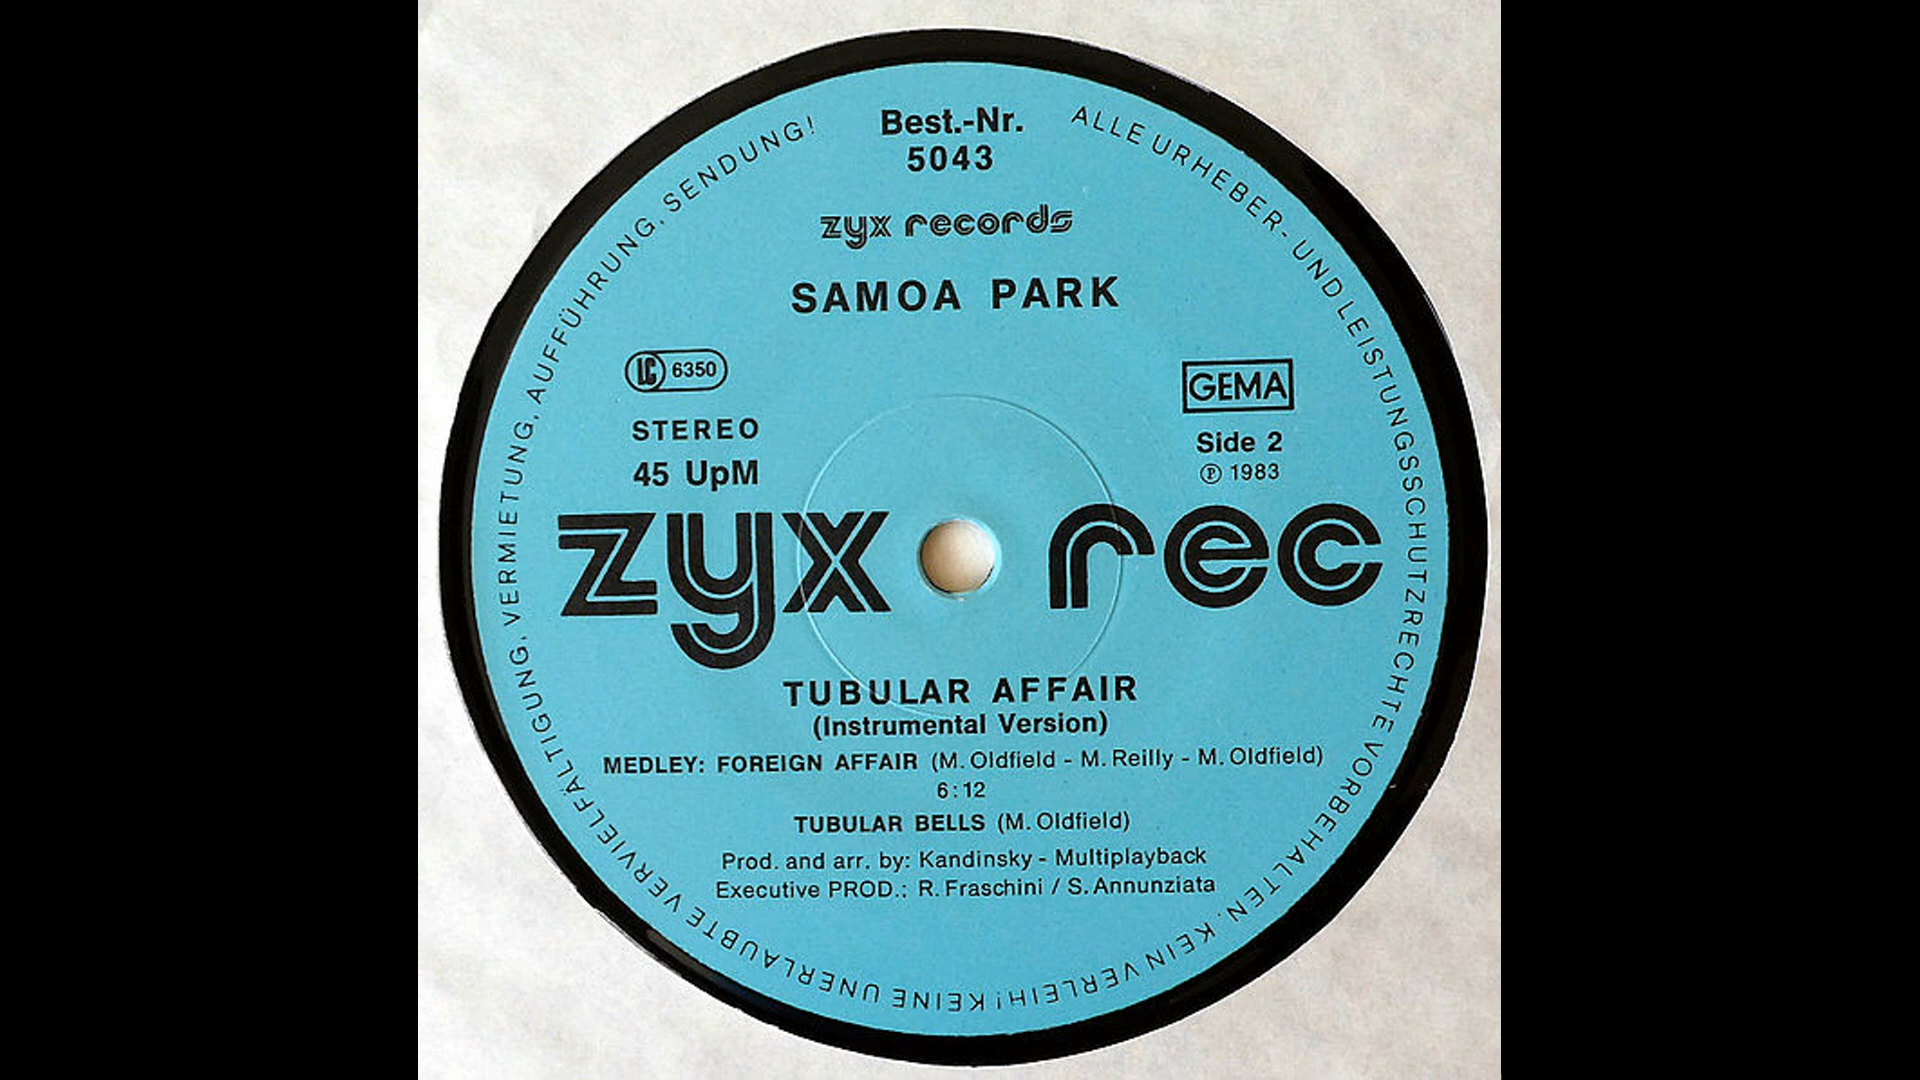 Best.-Nr.
5043
zyx records
SAMOA PARK
LC 6350
STEREO
45 UpM
GEMA
Side 2
℗ 1983
zyx rec
TUBULAR AFFAIR
(Instrumental Version)
MEDLEY: FOREIGN AFFAIR (M. Oldfield - M. Reilly - M. Oldfield)
6:12
TUBULAR BELLS (M. Oldfield)
Prod. and arr. by: Kandinsky - Multiplayback
Executive PROD.: R. Fraschini / S. Annunziata
ALLE URHEBER- UND LEISTUNGSSCHUTZRECHTE VORBEHALTEN. KEIN VERLEIH! KEINE UNERLAUBTE VERVIELFÄLTIGUNG, VERMIETUNG, AUFFÜHRUNG, SENDUNG!